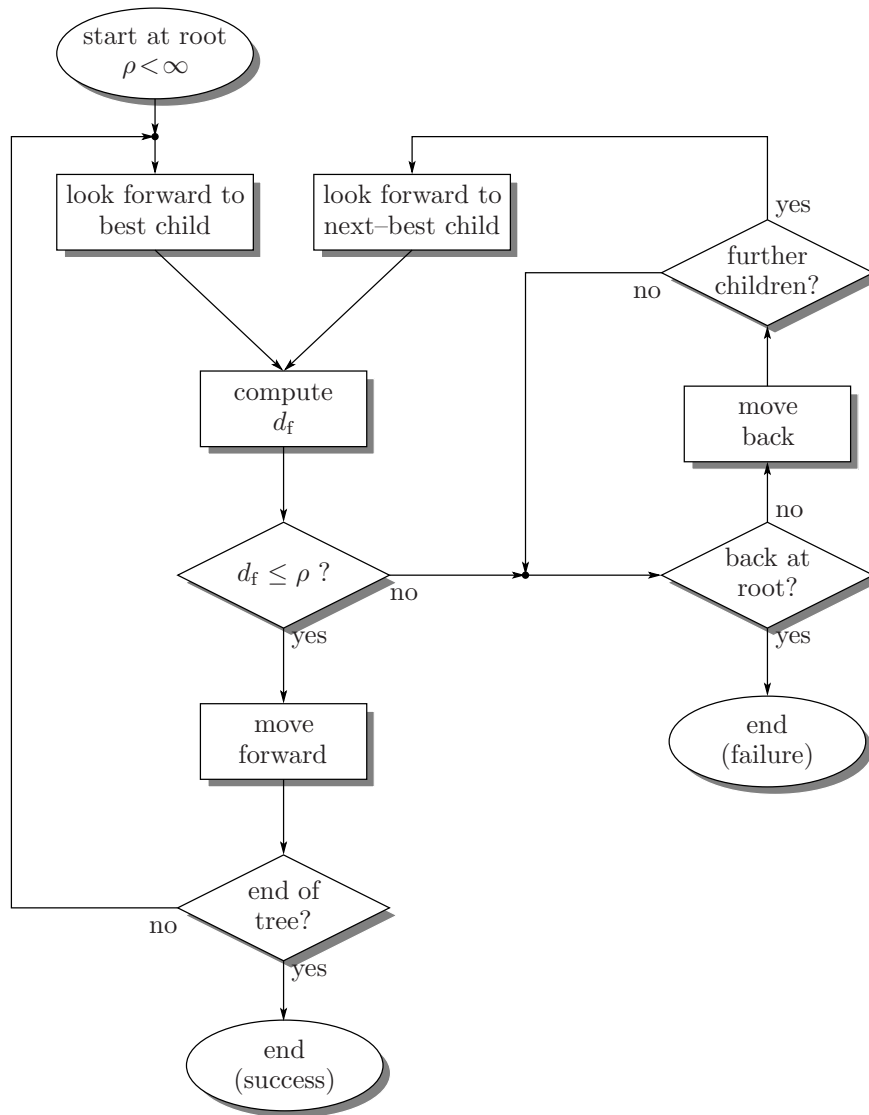 start at root
ρ<∞
look forward to
best child
look forward to
next–best child
yes
further
children?
no
compute
d_f
move
back
no
d_f ≤ ρ ?
no
yes
back at
root?
yes
move
forward
end
(failure)
end of
tree?
no
yes
end
(success)